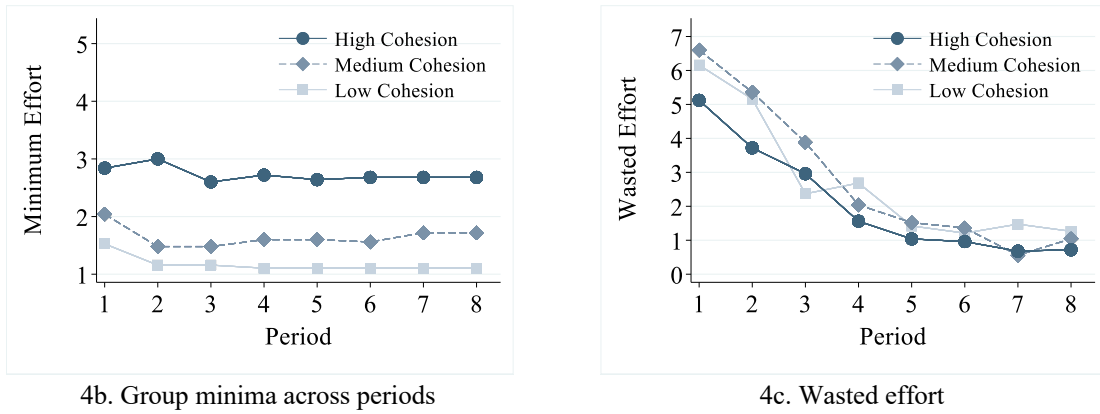 Minimum Effort
5
4
3
2
1
High Cohesion
Medium Cohesion
Low Cohesion
1 2 3 4 5 6 7 8
Period
4b. Group minima across periods
Wasted Effort
7
6
5
4
3
2
1
0
High Cohesion
Medium Cohesion
Low Cohesion
1 2 3 4 5 6 7 8
Period
4c. Wasted effort